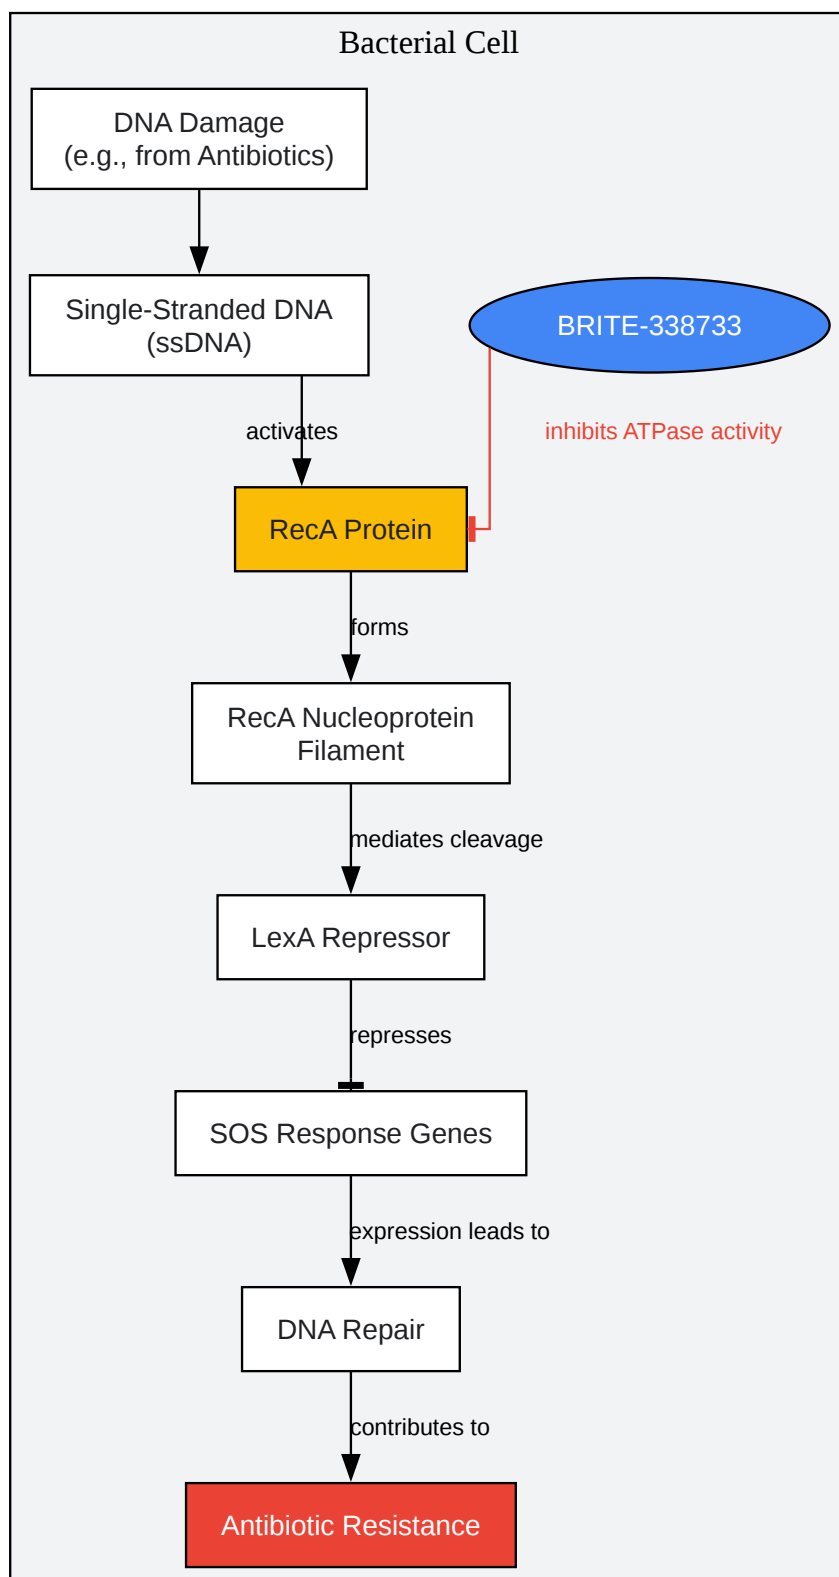 Bacterial Cell
DNA Damage
(e.g., from Antibiotics)
Single-Stranded DNA
(ssDNA)
BRITE-338733
activates
inhibits ATPase activity
RecA Protein
forms
RecA Nucleoprotein
Filament
mediates cleavage
LexA Repressor
represses
SOS Response Genes
expression leads to
DNA Repair
contributes to
Antibiotic Resistance